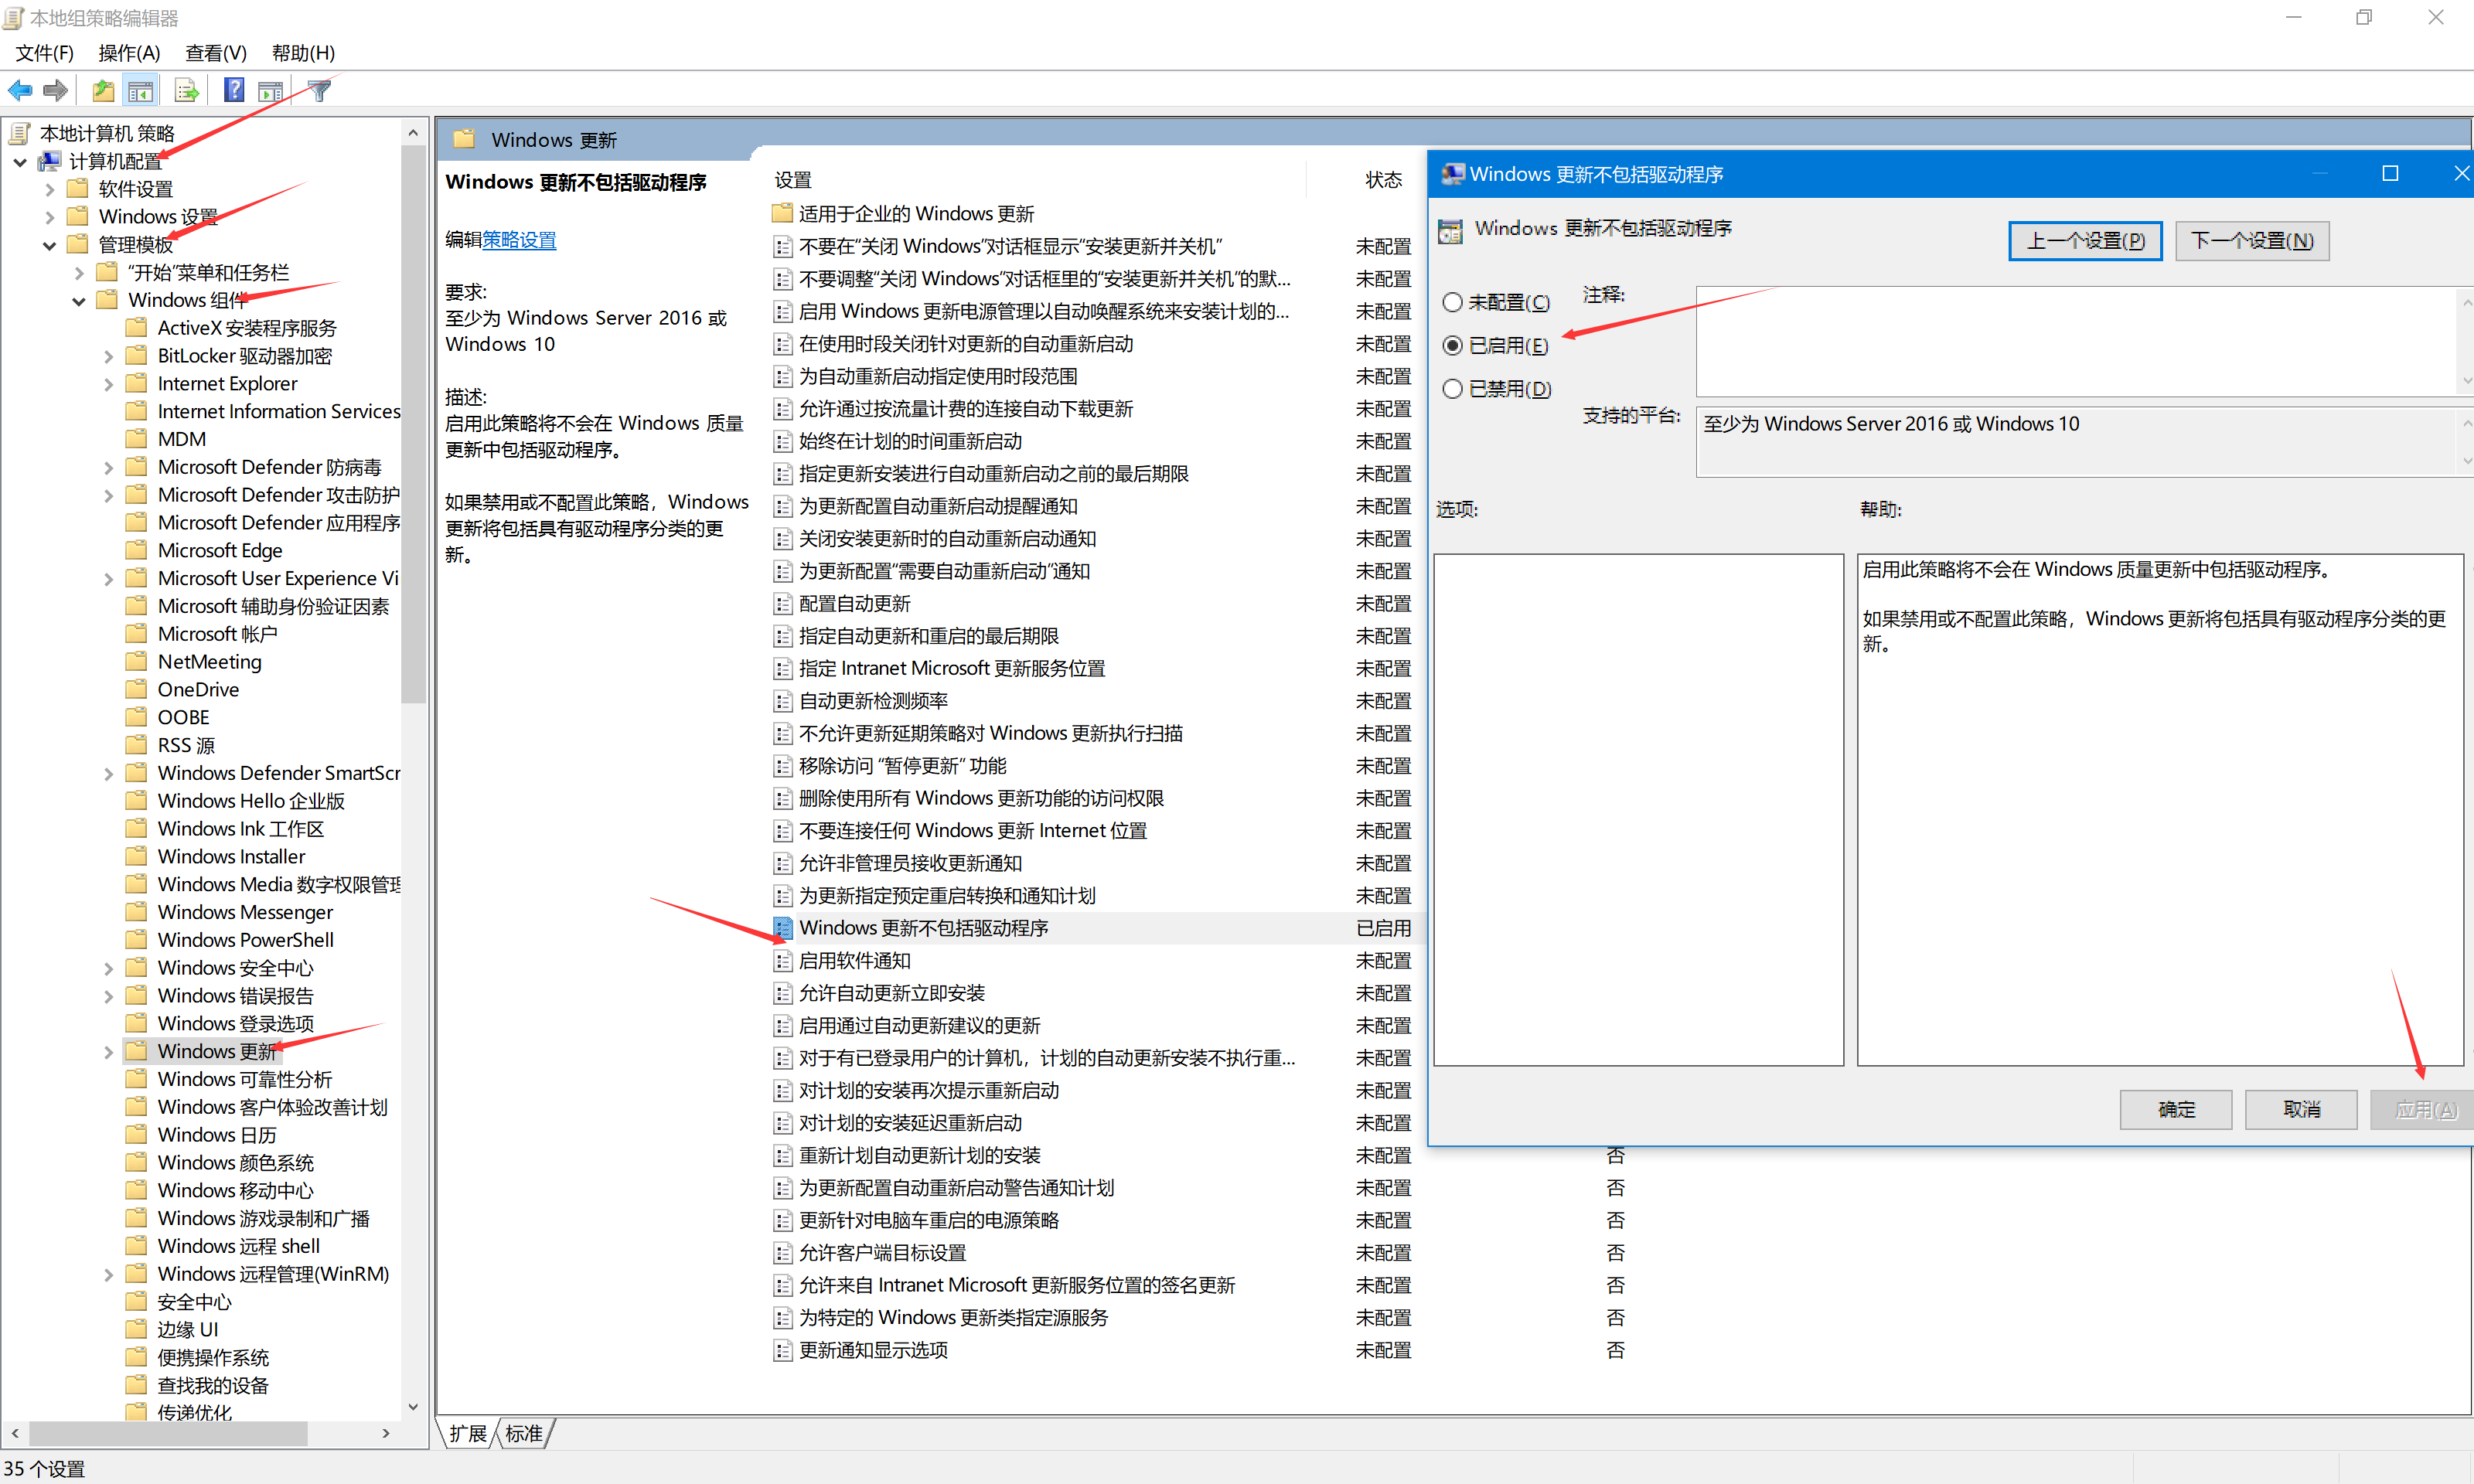 本地组策略编辑器
文件(F) 操作(A) 查看(V) 帮助(H)
本地计算机 策略
计算机配置
软件设置
Windows 设置
管理模板
“开始”菜单和任务栏
Windows 组件
ActiveX 安装程序服务
BitLocker 驱动器加密
Internet Explorer
Internet Information Services
MDM
Microsoft Defender 防病毒
Microsoft Defender 攻击防护
Microsoft Defender 应用程序
Microsoft Edge
Microsoft User Experience Vi
Microsoft 辅助身份验证因素
Microsoft 帐户
NetMeeting
OneDrive
OOBE
RSS 源
Windows Defender SmartScr
Windows Hello 企业版
Windows Ink 工作区
Windows Installer
Windows Media 数字权限管理
Windows Messenger
Windows PowerShell
Windows 安全中心
Windows 错误报告
Windows 登录选项
Windows 更新
Windows 可靠性分析
Windows 客户体验改善计划
Windows 日历
Windows 颜色系统
Windows 移动中心
Windows 游戏录制和广播
Windows 远程 shell
Windows 远程管理(WinRM)
安全中心
边缘 UI
便携操作系统
查找我的设备
传递优化
Windows 更新
Windows 更新不包括驱动程序
编辑策略设置
要求:
至少为 Windows Server 2016 或
Windows 10
描述:
启用此策略将不会在 Windows 质量
更新中包括驱动程序。
如果禁用或不配置此策略，Windows
更新将包括具有驱动程序分类的更
新。
设置 状态
适用于企业的 Windows 更新
不要在“关闭 Windows”对话框显示“安装更新并关机” 未配置
不要调整“关闭 Windows”对话框里的“安装更新并关机”的默... 未配置
启用 Windows 更新电源管理以自动唤醒系统来安装计划的... 未配置
在使用时段关闭针对更新的自动重新启动 未配置
为自动重新启动指定使用时段范围 未配置
允许通过按流量计费的连接自动下载更新 未配置
始终在计划的时间重新启动 未配置
指定更新安装进行自动重新启动之前的最后期限 未配置
为更新配置自动重新启动提醒通知 未配置
关闭安装更新时的自动重新启动通知 未配置
为更新配置“需要自动重新启动”通知 未配置
配置自动更新 未配置
指定自动更新和重启的最后期限 未配置
指定 Intranet Microsoft 更新服务位置 未配置
自动更新检测频率 未配置
不允许更新延期策略对 Windows 更新执行扫描 未配置
移除访问 “暂停更新” 功能 未配置
删除使用所有 Windows 更新功能的访问权限 未配置
不要连接任何 Windows 更新 Internet 位置 未配置
允许非管理员接收更新通知 未配置
为更新指定预定重启转换和通知计划 未配置
Windows 更新不包括驱动程序 已启用
启用软件通知 未配置
允许自动更新立即安装 未配置
启用通过自动更新建议的更新 未配置
对于有已登录用户的计算机，计划的自动更新安装不执行重... 未配置
对计划的安装再次提示重新启动 未配置
对计划的安装延迟重新启动 未配置
重新计划自动更新计划的安装 未配置 否
为更新配置自动重新启动警告通知计划 未配置 否
更新针对电脑车重启的电源策略 未配置 否
允许客户端目标设置 未配置 否
允许来自 Intranet Microsoft 更新服务位置的签名更新 未配置 否
为特定的 Windows 更新类指定源服务 未配置 否
更新通知显示选项 未配置 否
Windows 更新不包括驱动程序
Windows 更新不包括驱动程序
上一个设置(P) 下一个设置(N)
未配置(C) 注释:
已启用(E)
已禁用(D)
支持的平台: 至少为 Windows Server 2016 或 Windows 10
选项: 帮助:
启用此策略将不会在 Windows 质量更新中包括驱动程序。
如果禁用或不配置此策略，Windows 更新将包括具有驱动程序分类的更
新。
确定 取消 应用(A)
扩展 标准
35 个设置